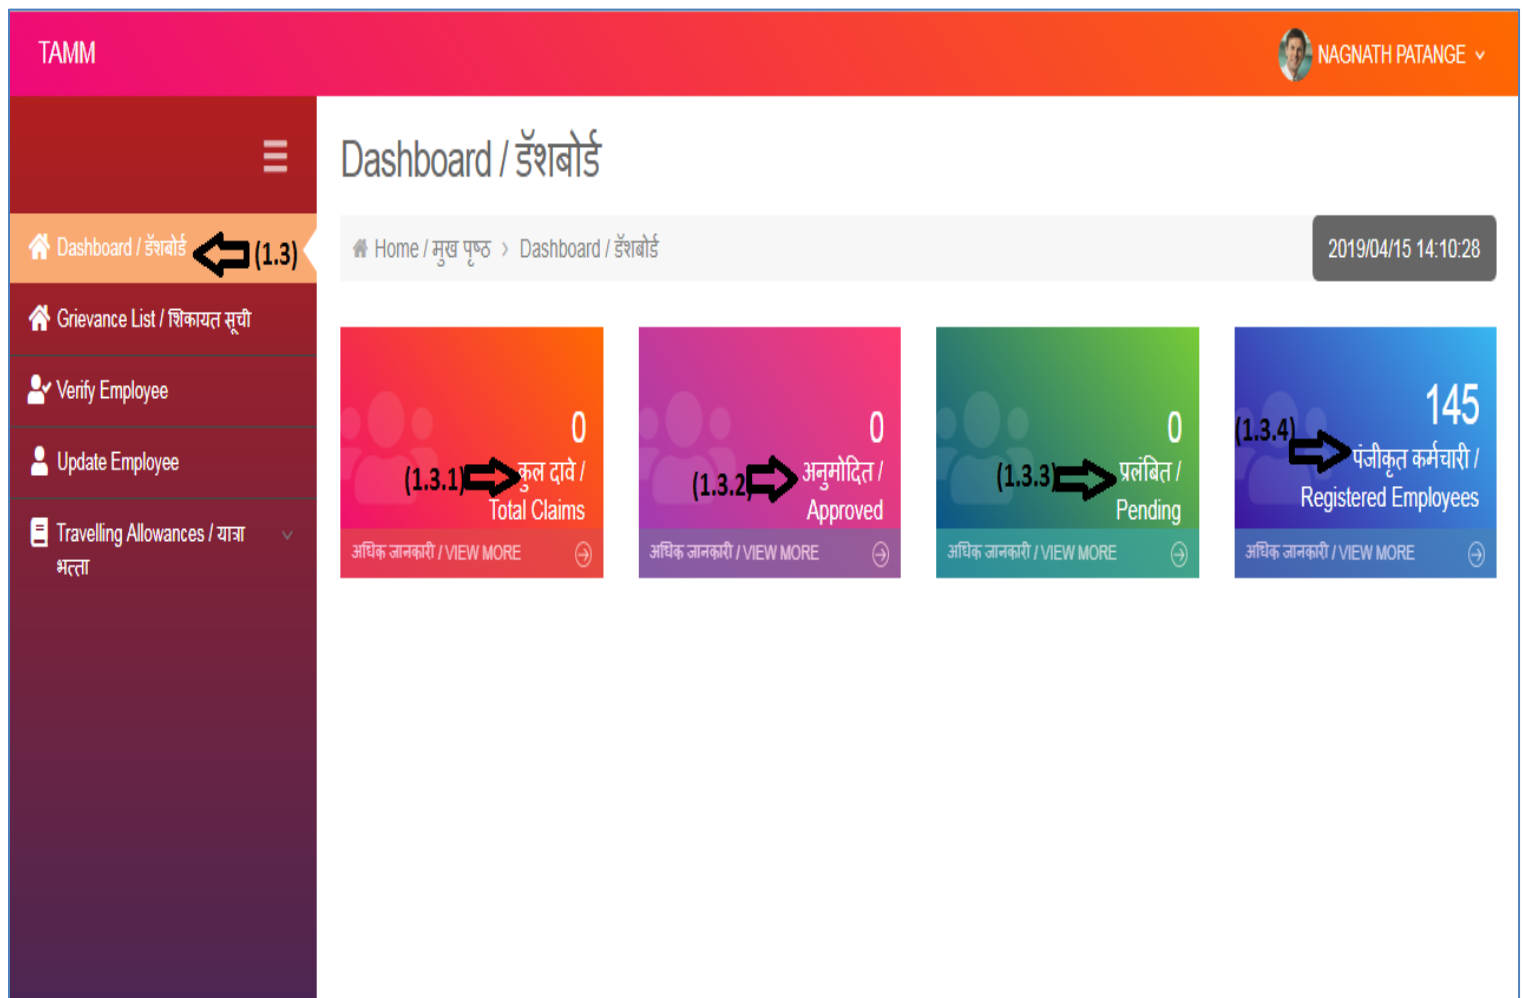 TAMM
NAGNATH PATANGE
Dashboard / डॅशबोर्ड
Dashboard / डॅशबोर्ड (1.3)
Grievance List / शिकायत सूची
Verify Employee
Update Employee
Travelling Allowances / यात्रा
भत्ता
Home / मुख पृष्ठ > Dashboard / डॅशबोर्ड
2019/04/15 14:10:28
0
(1.3.1) कुल दावे /
Total Claims
अधिक जानकारी / VIEW MORE
0
(1.3.2) अनुमोदित /
Approved
अधिक जानकारी / VIEW MORE
0
(1.3.3) प्रलंबित /
Pending
अधिक जानकारी / VIEW MORE
145
(1.3.4) पंजीकृत कर्मचारी /
Registered Employees
अधिक जानकारी / VIEW MORE